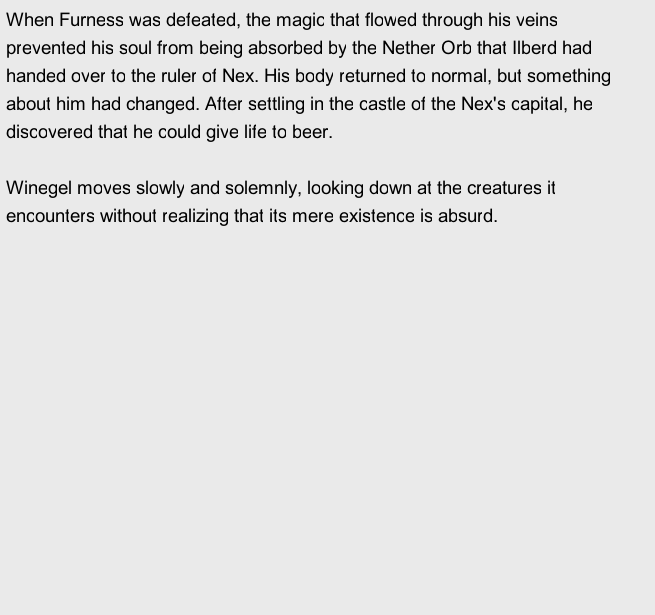 When Furness was defeated, the magic that flowed through his veins
prevented his soul from being absorbed by the Nether Orb that Ilberd had
handed over to the ruler of Nex. His body returned to normal, but something
about him had changed. After settling in the castle of the Nex's capital, he
discovered that he could give life to beer.
Winegel moves slowly and solemnly, looking down at the creatures it
encounters without realizing that its mere existence is absurd.